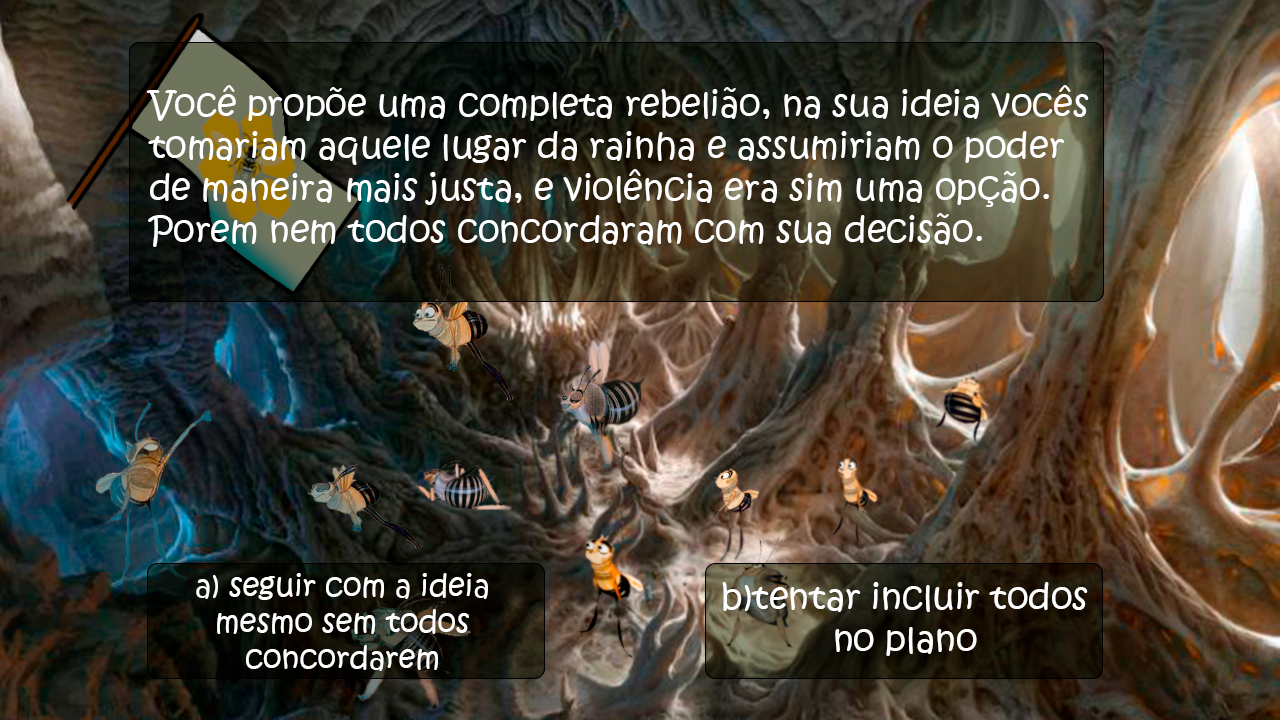 Você propõe uma completa rebelião, na sua ideia vocês
tomariam aquele lugar da rainha e assumiriam o poder
de maneira mais justa, e violência era sim uma opção.
Porem nem todos concordaram com sua decisão.
a) seguir com a ideia
mesmo sem todos
concordarem
b)tentar incluir todos
no plano